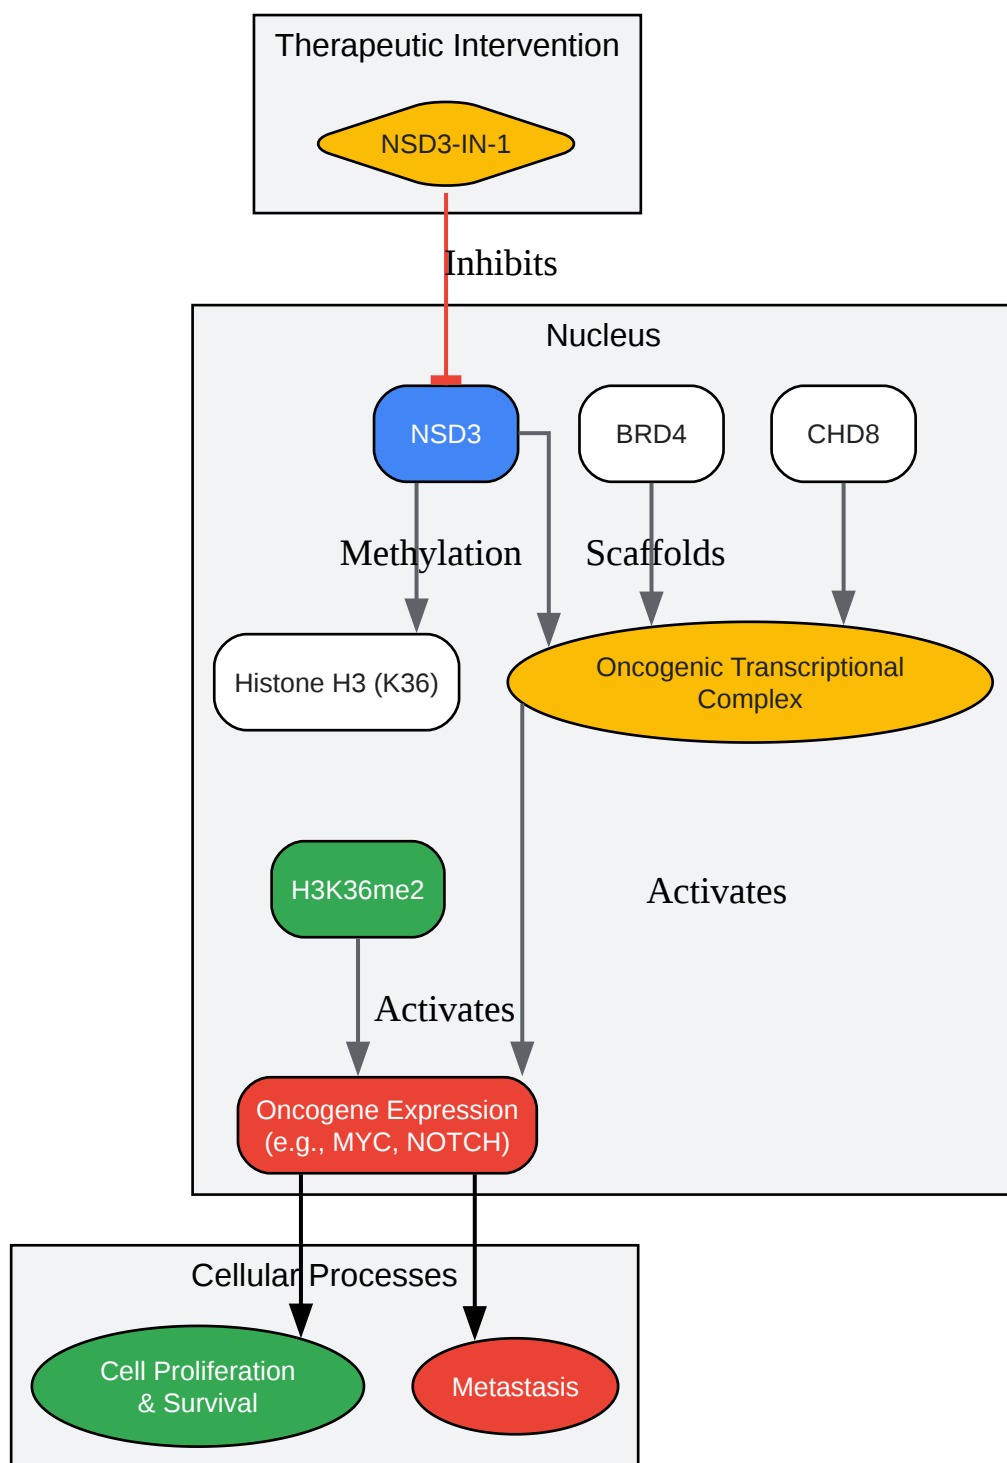 Therapeutic Intervention
NSD3-IN-1
Inhibits
Nucleus
NSD3
BRD4
CHD8
Methylation
Scaffolds
Histone H3 (K36)
Oncogenic Transcriptional
Complex
H3K36me2
Activates
Activates
Oncogene Expression
(e.g., MYC, NOTCH)
Cellular Processes
Cell Proliferation
& Survival
Metastasis